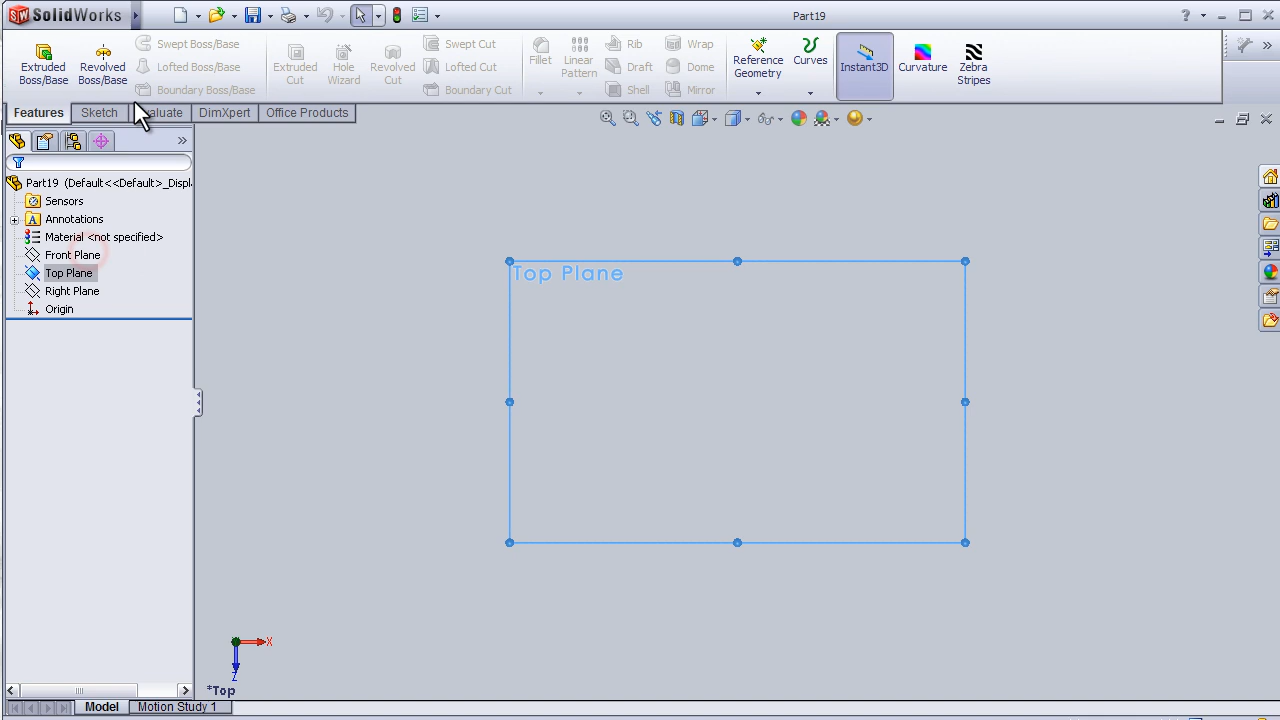 SW SolidWorks Part19 ?
Extruded Boss/Base
Revolved Boss/Base
Swept Boss/Base
Lofted Boss/Base
Boundary Boss/Base
Extruded Cut
Hole Wizard
Revolved Cut
Swept Cut
Lofted Cut
Boundary Cut
Fillet
Linear Pattern
Rib
Draft
Shell
Wrap
Dome
Mirror
Reference Geometry
Curves
Instant3D
Curvature
Zebra Stripes
Features Sketch aluate DimXpert Office Products
Part19 (Default<<Default>_Displ
Sensors
A Annotations
Material <not specified>
Front Plane
Top Plane
Right Plane
Origin
Top Plane
X
Z
*Top
Model Motion Study 1